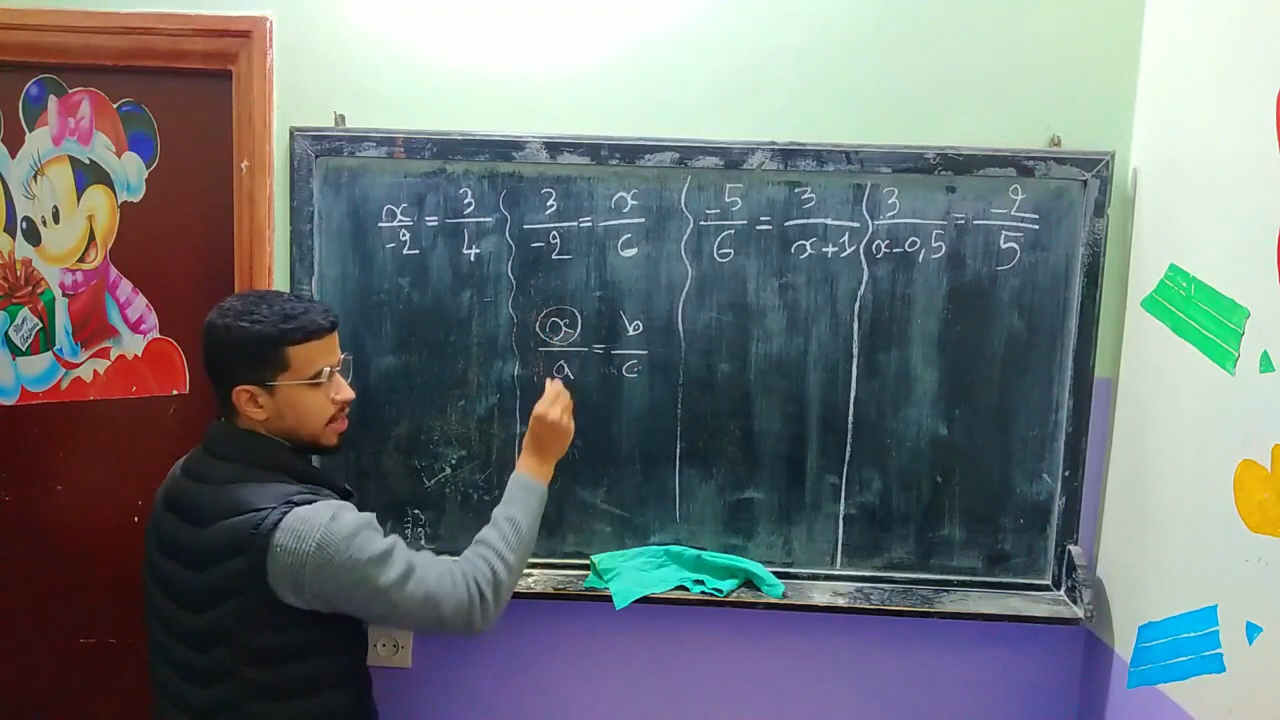 x/-2 = 3/4
3/-2 = x/6
-5/6 = 3/x+1
3/x-0,5 = -2/5
x/a = b/c